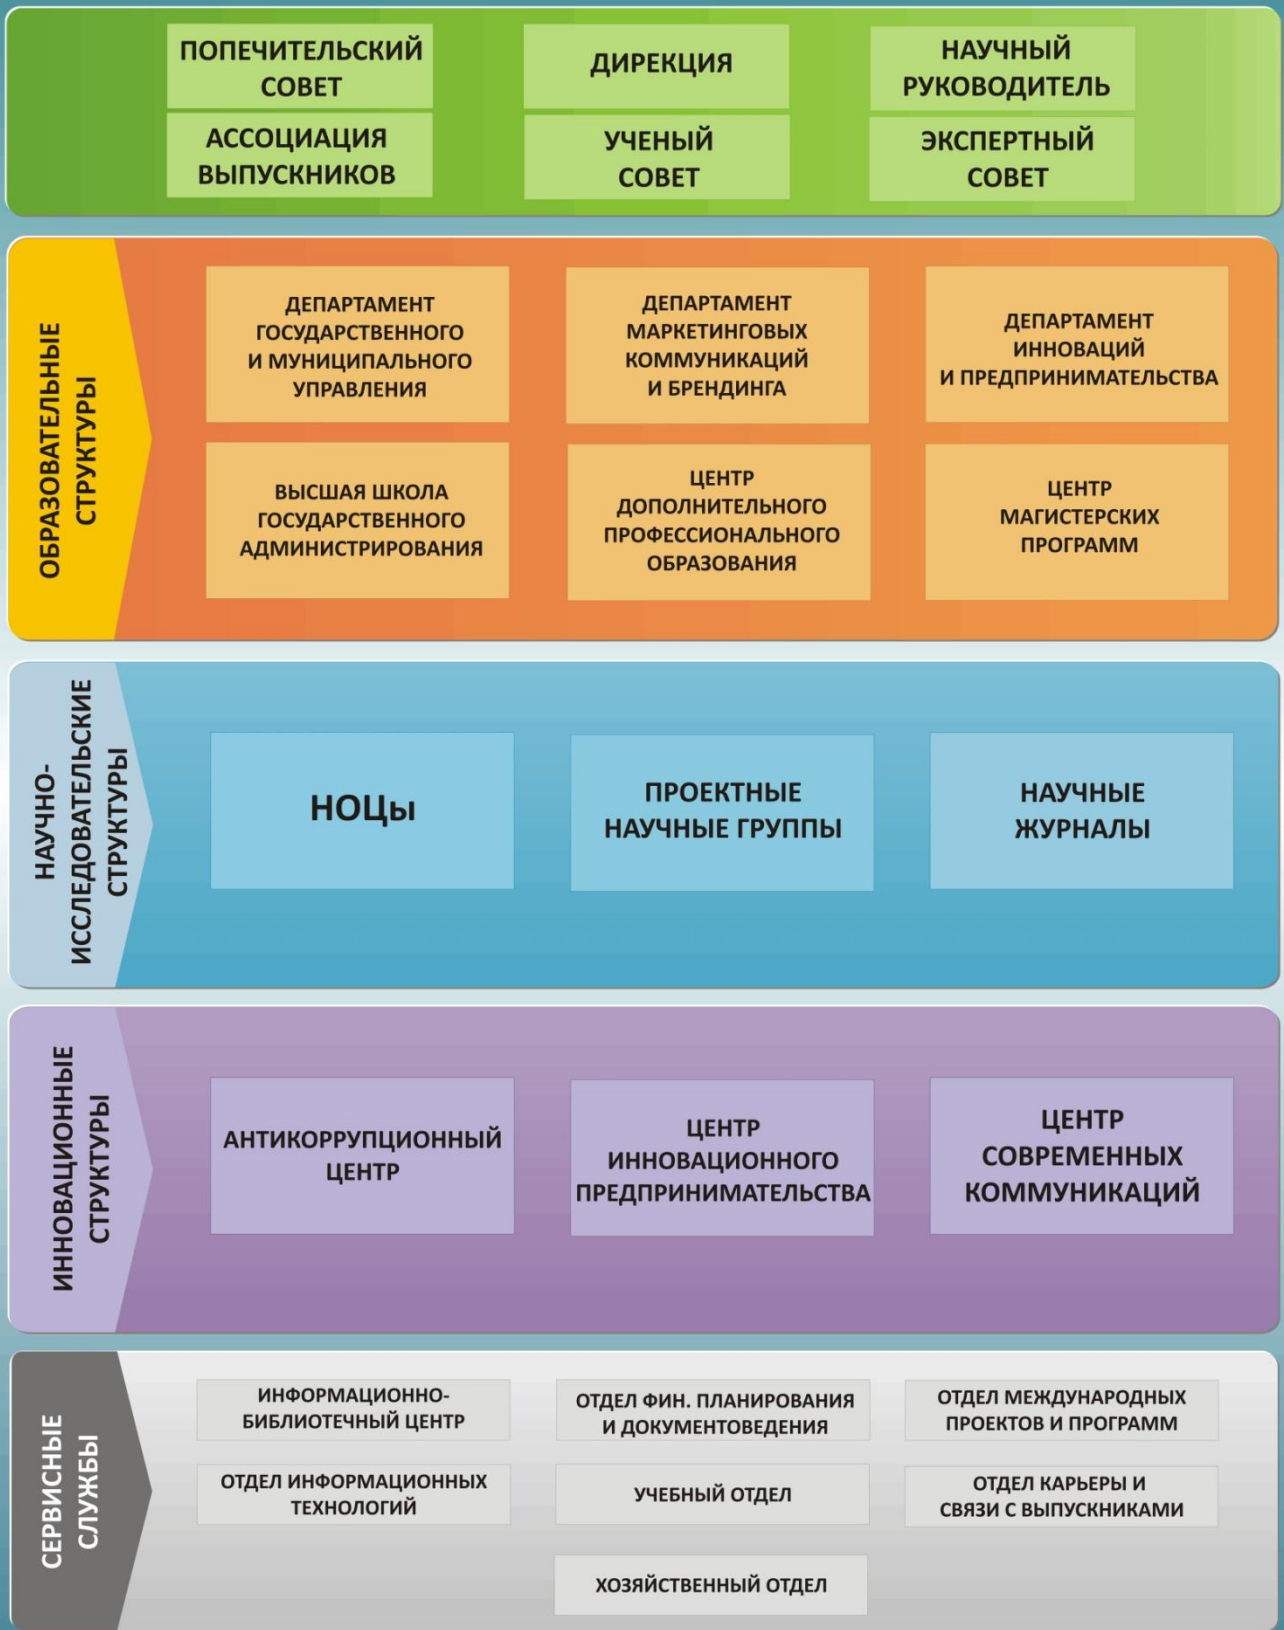 ПОПЕЧИТЕЛЬСКИЙ
СОВЕТ
ДИРЕКЦИЯ
НАУЧНЫЙ
РУКОВОДИТЕЛЬ
АССОЦИАЦИЯ
ВЫПУСКНИКОВ
УЧЕНЫЙ
СОВЕТ
ЭКСПЕРТНЫЙ
СОВЕТ
ОБРАЗОВАТЕЛЬНЫЕ
СТРУКТУРЫ
ДЕПАРТАМЕНТ
ГОСУДАРСТВЕННОГО
И МУНИЦИПАЛЬНОГО
УПРАВЛЕНИЯ
ДЕПАРТАМЕНТ
МАРКЕТИНГОВЫХ
КОММУНИКАЦИЙ
И БРЕНДИНГА
ДЕПАРТАМЕНТ
ИННОВАЦИЙ
И ПРЕДПРИНИМАТЕЛЬСТВА
ВЫСШАЯ ШКОЛА
ГОСУДАРСТВЕННОГО
АДМИНИСТРИРОВАНИЯ
ЦЕНТР
ДОПОЛНИТЕЛЬНОГО
ПРОФЕССИОНАЛЬНОГО
ОБРАЗОВАНИЯ
ЦЕНТР
МАГИСТЕРСКИХ
ПРОГРАММ
НАУЧНО-
ИССЛЕДОВАТЕЛЬСКИЕ
СТРУКТУРЫ
НОЦы
ПРОЕКТНЫЕ
НАУЧНЫЕ ГРУППЫ
НАУЧНЫЕ
ЖУРНАЛЫ
ИННОВАЦИОННЫЕ
СТРУКТУРЫ
АНТИКОРРУПЦИОННЫЙ
ЦЕНТР
ЦЕНТР
ИННОВАЦИОННОГО
ПРЕДПРИНИМАТЕЛЬСТВА
ЦЕНТР
СОВРЕМЕННЫХ
КОММУНИКАЦИЙ
СЕРВИСНЫЕ
СЛУЖБЫ
ИНФОРМАЦИОННО-
БИБЛИОТЕЧНЫЙ ЦЕНТР
ОТДЕЛ ФИН. ПЛАНИРОВАНИЯ
И ДОКУМЕНТОВЕДЕНИЯ
ОТДЕЛ МЕЖДУНАРОДНЫХ
ПРОЕКТОВ И ПРОГРАММ
ОТДЕЛ ИНФОРМАЦИОННЫХ
ТЕХНОЛОГИЙ
УЧЕБНЫЙ ОТДЕЛ
ОТДЕЛ КАРЬЕРЫ И
СВЯЗИ С ВЫПУСКНИКАМИ
ХОЗЯЙСТВЕННЫЙ ОТДЕЛ